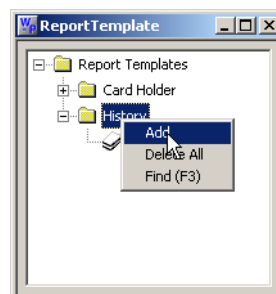 ReportTemplate
Report Templates
Card Holder
History
Add
Delete All
Find (F3)